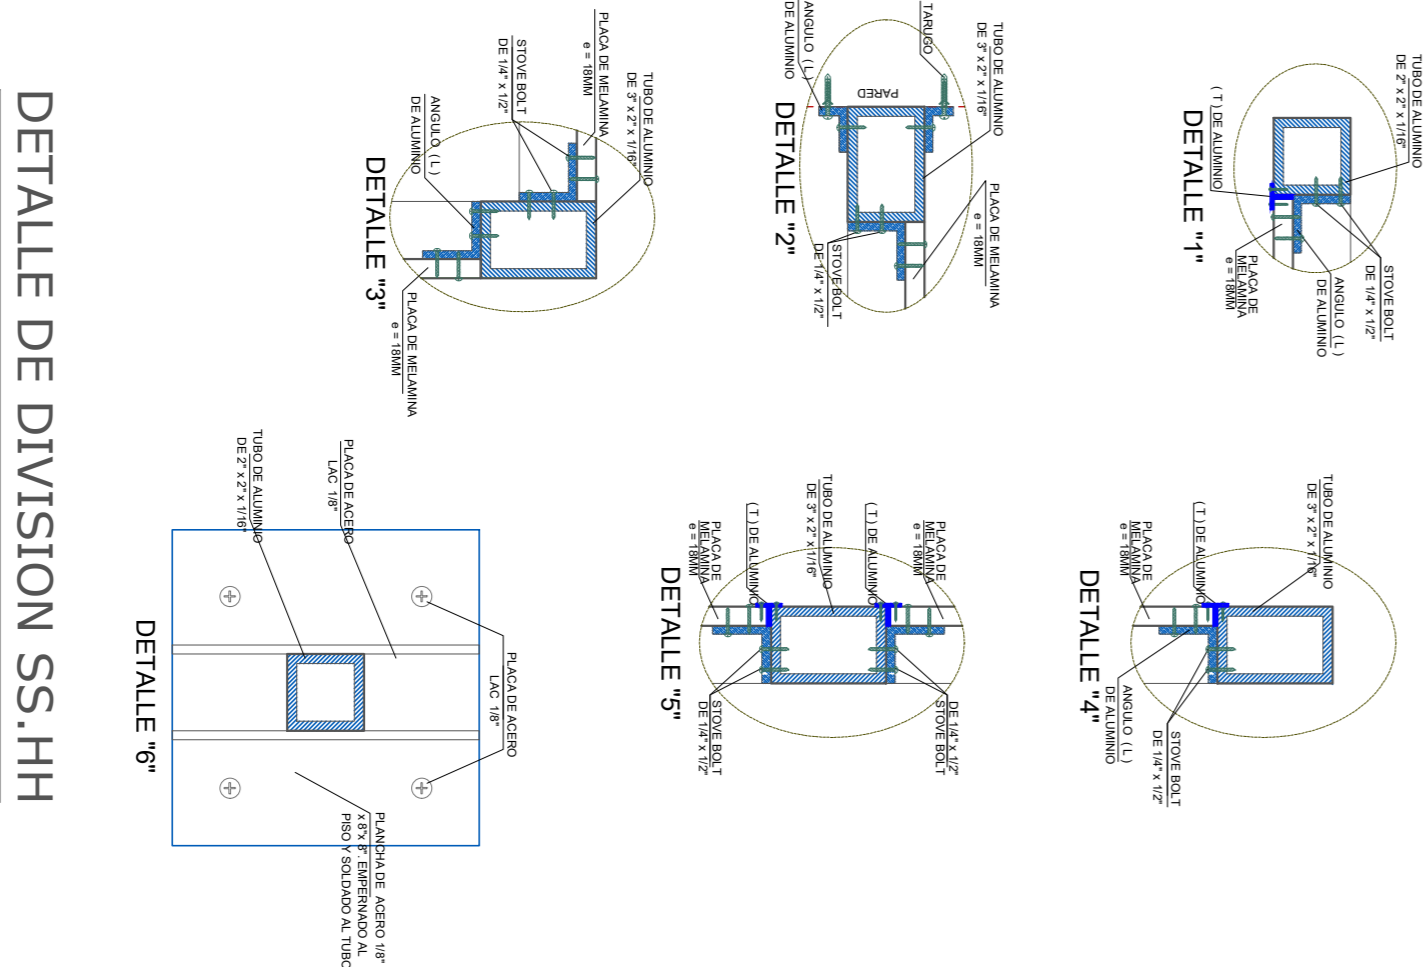 TUBO DE ALUMINIO
DE 2" x 2" x 1/16"
( T ) DE ALUMINIO
STOVE BOLT
DE 1/4" x 1/2"
ANGULO ( L )
DE ALUMINIO
PLACA DE
MELAMINA
e = 18MM
DETALLE "1"
TUBO DE ALUMINIO
DE 3" x 2" x 1/16"
TARUGO
ANGULO ( L )
DE ALUMINIO
PARED
PLACA DE MELAMINA
e = 18MM
STOVE BOLT
DE 1/4" x 1/2"
DETALLE "2"
TUBO DE ALUMINIO
DE 3" x 2" x 1/16"
PLACA DE MELAMINA
e = 18MM
STOVE BOLT
DE 1/4" x 1/2"
ANGULO ( L )
DE ALUMINIO
PLACA DE MELAMINA
e = 18MM
DETALLE "3"
TUBO DE ALUMINIO
DE 3" x 2" x 1/16"
( T ) DE ALUMINIO
PLACA DE
MELAMINA
e = 18MM
STOVE BOLT
DE 1/4" x 1/2"
ANGULO ( L )
DE ALUMINIO
DETALLE "4"
PLACA DE
MELAMINA
e = 18MM
( T ) DE ALUMINIO
TUBO DE ALUMINIO
DE 3" x 2" x 1/16"
( T ) DE ALUMINIO
PLACA DE
MELAMINA
e = 18MM
DE 1/4" x 1/2"
STOVE BOLT
STOVE BOLT
DE 1/4" x 1/2"
DETALLE "5"
PLACA DE ACERO
LAC 1/8"
TUBO DE ALUMINIO
DE 2" x 2" x 1/16"
PLACA DE ACERO
LAC 1/8"
PLANCHA DE ACERO 1/8"
x 8"x 8". EMPERNADO AL
PISO Y SOLDADO AL TUBO
DETALLE "6"
DETALLE DE DIVISION SS.HH